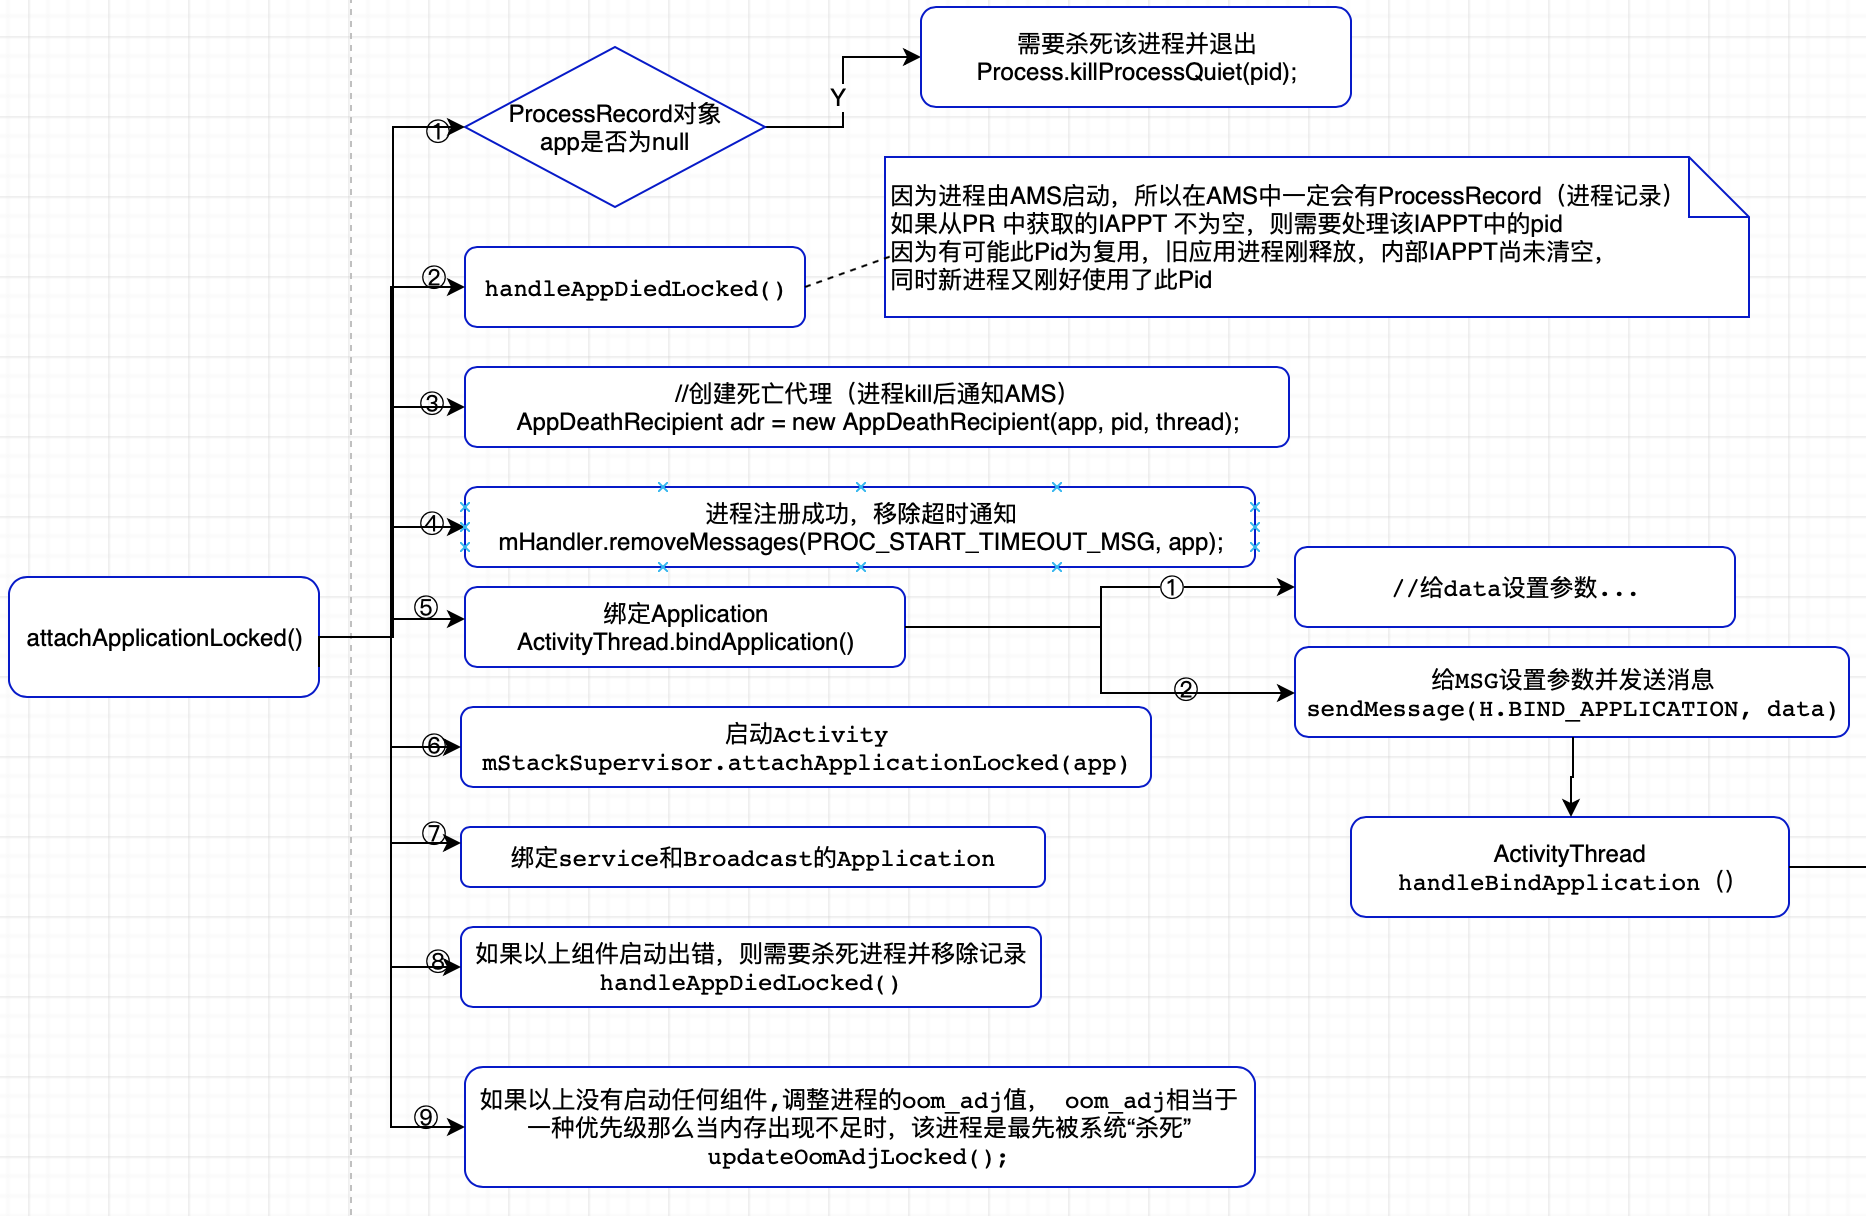 需要杀死该进程并退出
Process.killProcessQuiet(pid);
Y
ProcessRecord对象
app是否为null
①
因为进程由AMS启动，所以在AMS中一定会有ProcessRecord（进程记录）
如果从PR 中获取的IAPPT 不为空，则需要处理该IAPPT中的pid
因为有可能此Pid为复用，旧应用进程刚释放，内部IAPPT尚未清空，
同时新进程又刚好使用了此Pid
②
handleAppDiedLocked()
③
//创建死亡代理（进程kill后通知AMS）
AppDeathRecipient adr = new AppDeathRecipient(app, pid, thread);
④
进程注册成功，移除超时通知
mHandler.removeMessages(PROC_START_TIMEOUT_MSG, app);
attachApplicationLocked()
⑤
绑定Application
ActivityThread.bindApplication()
①
//给data设置参数...
②
给MSG设置参数并发送消息
sendMessage(H.BIND_APPLICATION, data)
⑥
启动Activity
mStackSupervisor.attachApplicationLocked(app)
⑦
绑定service和Broadcast的Application
ActivityThread
handleBindApplication（）
⑧
如果以上组件启动出错，则需要杀死进程并移除记录
handleAppDiedLocked()
⑨
如果以上没有启动任何组件,调整进程的oom_adj值， oom_adj相当于
一种优先级那么当内存出现不足时，该进程是最先被系统“杀死”
updateOomAdjLocked();